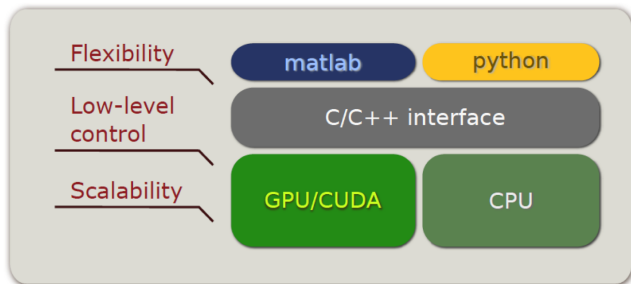 Flexibility
matlab
python
Low-level
control
C/C++ interface
Scalability
GPU/CUDA
CPU